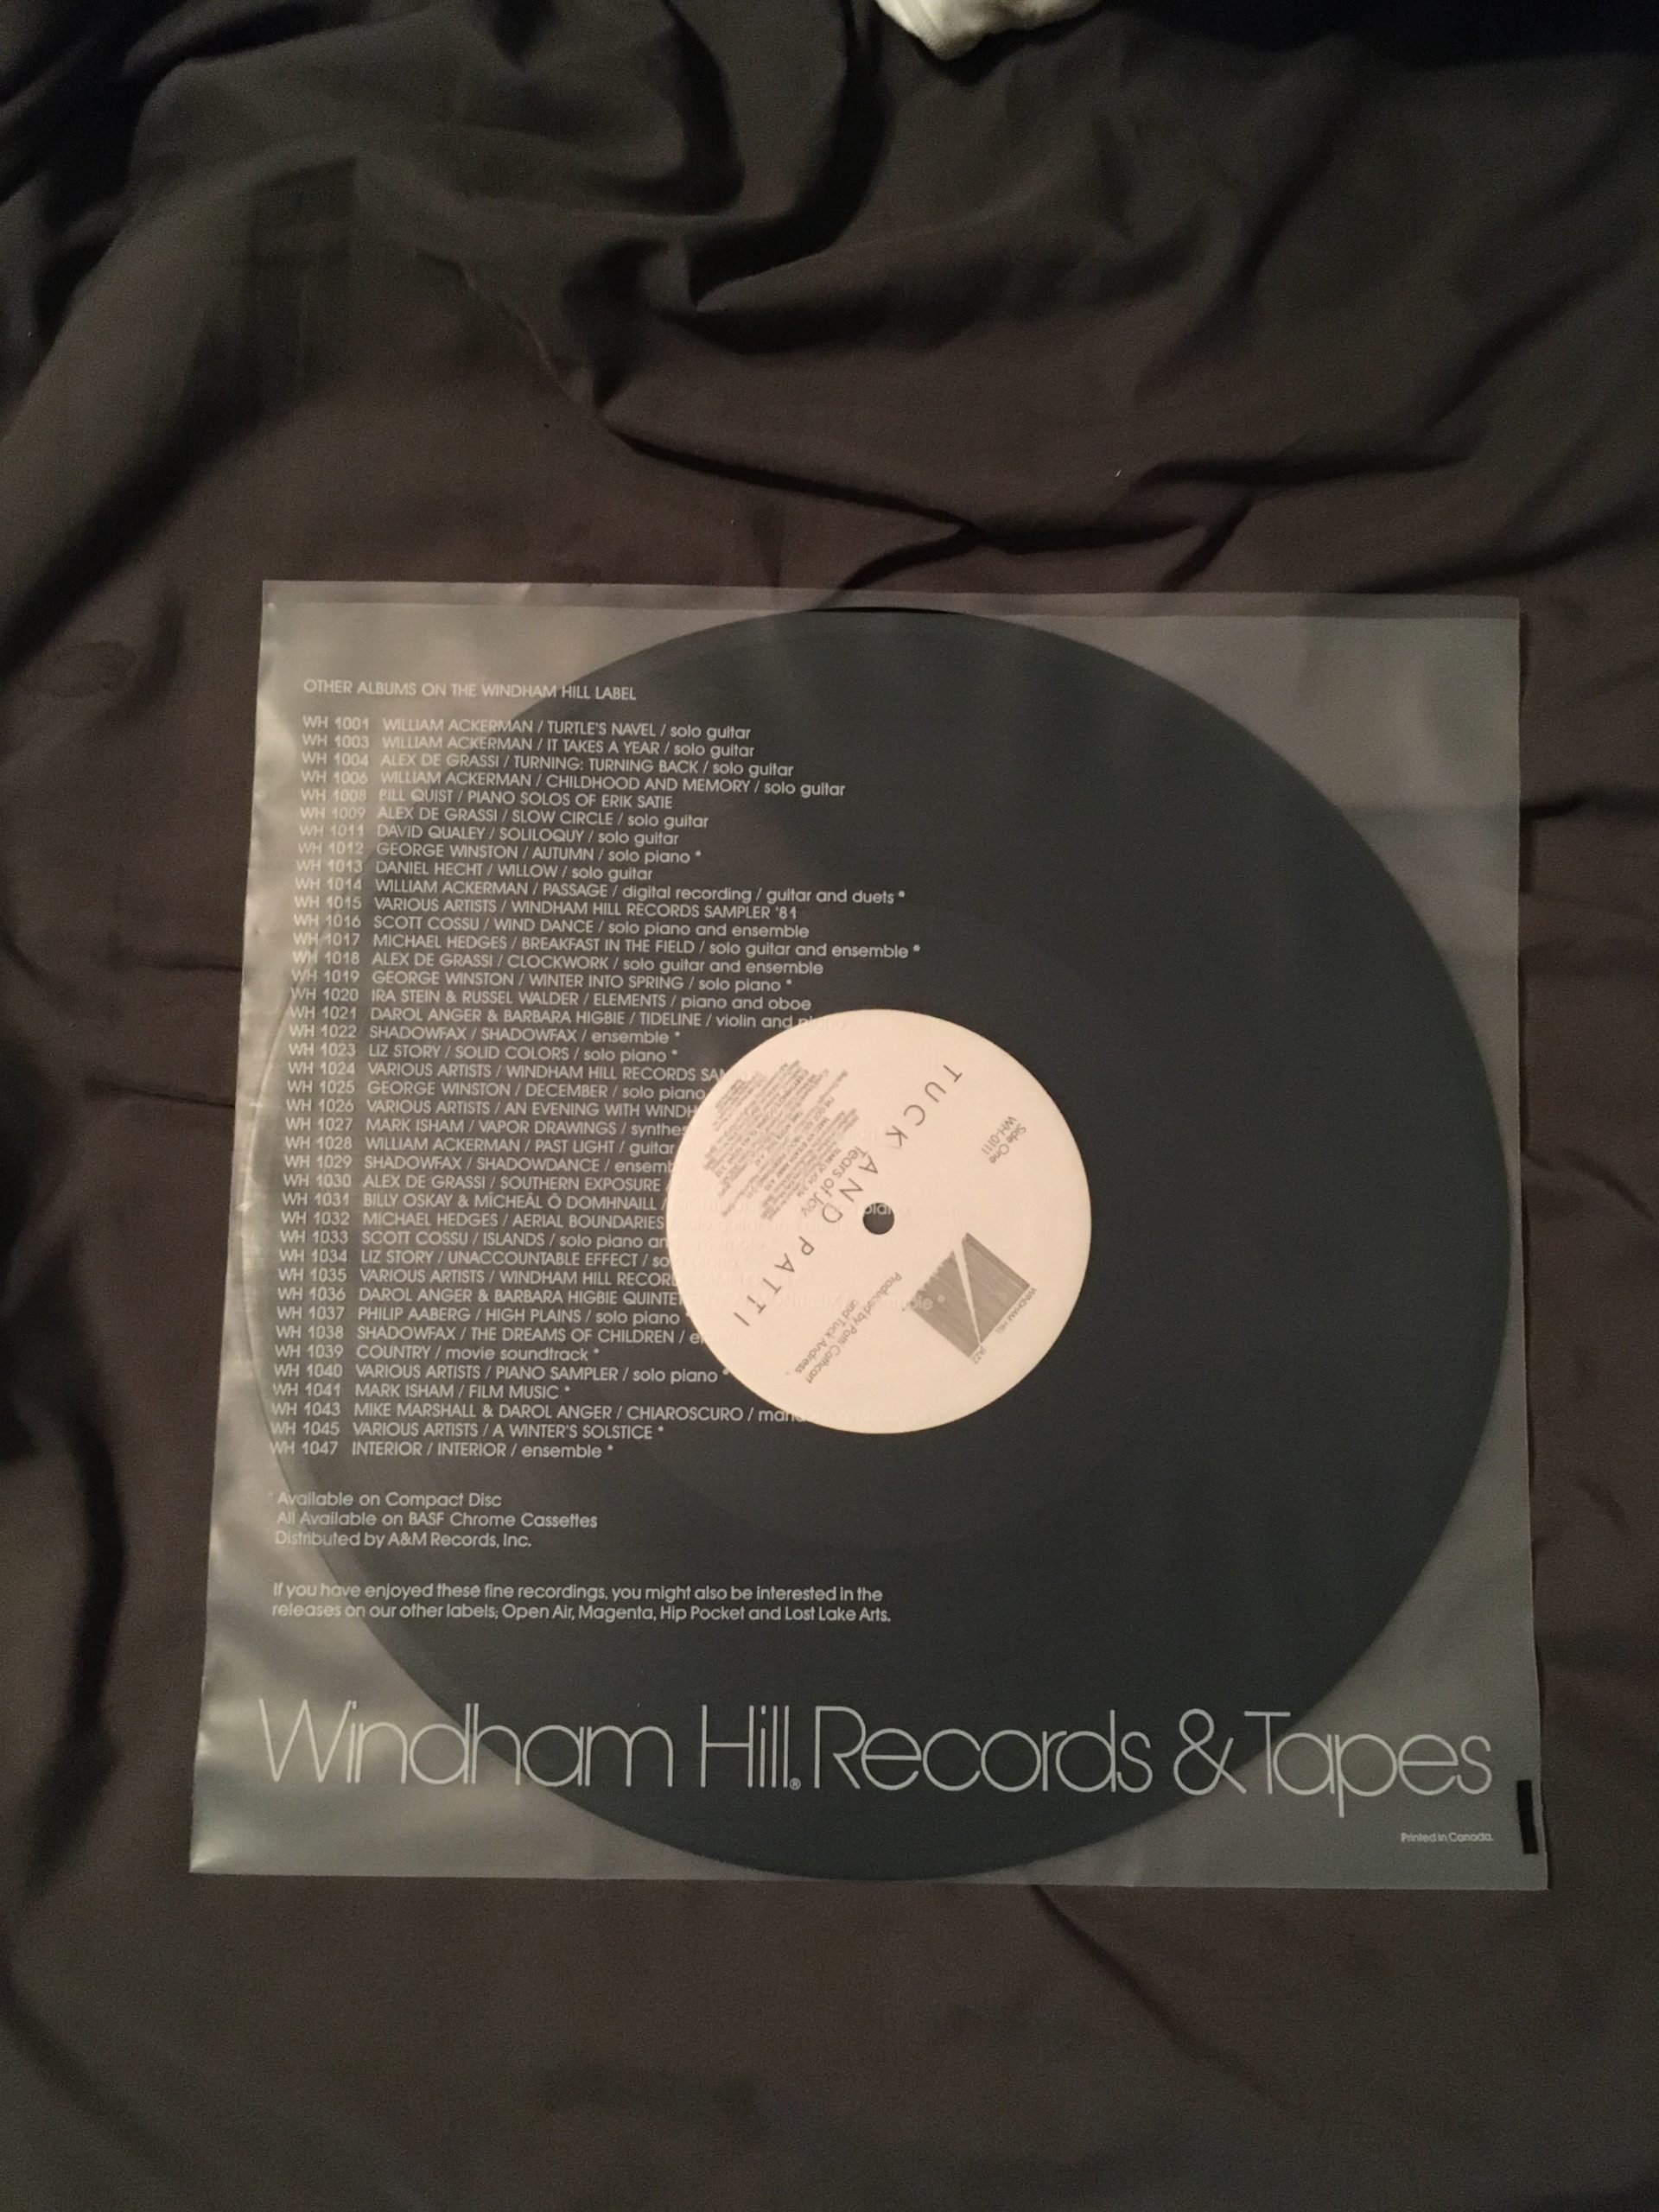 OTHER ALBUMS ON THE WINDHAM HILL LABEL
WH 1001 WILLIAM ACKERMAN / TURTLE'S NAVEL / solo guitar
WH 1003 WILLIAM ACKERMAN / IT TAKES A YEAR / solo guitar
WH 1004 ALEX DE GRASSI / TURNING: TURNING BACK / solo guitar
WH 1006 WILLIAM ACKERMAN / CHILDHOOD AND MEMORY / solo guitar
WH 1008 BILL QUIST / PIANO SOLOS OF ERIK SATIE
WH 1009 ALEX DE GRASSI / SLOW CIRCLE / solo guitar
WH 1011 DAVID QUALEY / SOLILOQUY / solo guitar
WH 1012 GEORGE WINSTON / AUTUMN / solo piano *
WH 1013 DANIEL HECHT / WILLOW / solo guitar
WH 1014 WILLIAM ACKERMAN / PASSAGE / digital recording / guitar and duets *
WH 1015 VARIOUS ARTISTS / WINDHAM HILL RECORDS SAMPLER '81
WH 1016 SCOTT COSSU / WIND DANCE / solo piano and ensemble
WH 1017 MICHAEL HEDGES / BREAKFAST IN THE FIELD / solo guitar and ensemble *
WH 1018 ALEX DE GRASSI / CLOCKWORK / solo guitar and ensemble
WH 1019 GEORGE WINSTON / WINTER INTO SPRING / solo piano *
WH 1020 IRA STEIN & RUSSEL WALDER / ELEMENTS / piano and oboe
WH 1021 DAROL ANGER & BARBARA HIGBIE / TIDELINE / violin and
WH 1022 SHADOWFAX / SHADOWFAX / ensemble *
WH 1023 LIZ STORY / SOLID COLORS / solo piano *
WH 1024 VARIOUS ARTISTS / WINDHAM HILL RECORDS
WH 1025 GEORGE WINSTON / DECEMBER / solo piano
WH 1026 VARIOUS ARTISTS / AN EVENING WITH
WH 1027 MARK ISHAM / VAPOR DRAWINGS /
WH 1028 WILLIAM ACKERMAN / PAST LIGHT / guitar
WH 1029 SHADOWFAX / SHADOWDANCE /
WH 1030 ALEX DE GRASSI / SOUTHERN EXPOSURE
WH 1031 BILLY OSKAY & MÍCHEÁL Ó DOMHNAILL /
WH 1032 MICHAEL HEDGES / AERIAL BOUNDARIES
WH 1033 SCOTT COSSU / ISLANDS / solo piano
WH 1034 LIZ STORY / UNACCOUNTABLE EFFECT /
WH 1035 VARIOUS ARTISTS / WINDHAM HILL
WH 1036 DAROL ANGER & BARBARA HIGBIE
WH 1037 PHILIP AABERG / HIGH PLAINS / solo piano
WH 1038 SHADOWFAX / THE DREAMS OF CHILDREN /
WH 1039 COUNTRY / movie soundtrack *
WH 1040 VARIOUS ARTISTS / PIANO SAMPLER / solo piano *
WH 1041 MARK ISHAM / FILM MUSIC *
WH 1043 MIKE MARSHALL & DAROL ANGER / CHIAROSCURO /
WH 1045 VARIOUS ARTISTS / A WINTER'S SOLSTICE *
WH 1047 INTERIOR / INTERIOR / ensemble *
* Available on Compact Disc
All Available on BASF Chrome Cassettes
Distributed by A&M Records, Inc.
If you have enjoyed these fine recordings, you might also be interested in the
releases on our other labels; Open Air, Magenta, Hip Pocket and Lost Lake Arts.
Windham Hill® Records & Tapes
Printed in Canada.
Side One
WH-0111
TUCK AND PATTI
Tears of Joy
WINDHAM HILL
JAZZ
Produced by Patti Cathcart
and Tuck Andress